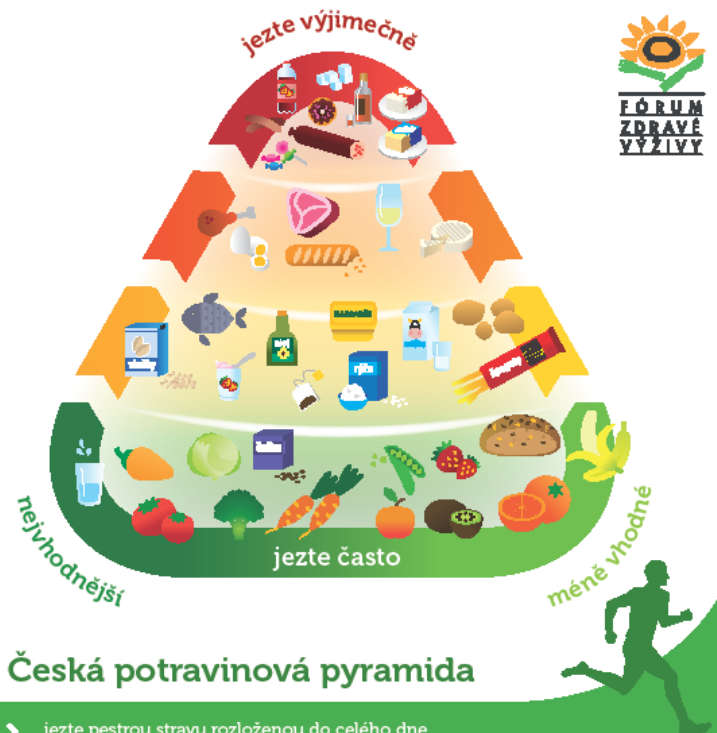 jezte výjimečně
FÓRUM
ZDRAVÉ
VÝŽIVY
rýže
nejvhodnější
jezte často
méně vhodné
Česká potravinová pyramida
jezte pestrou stravu rozloženou do celého dne